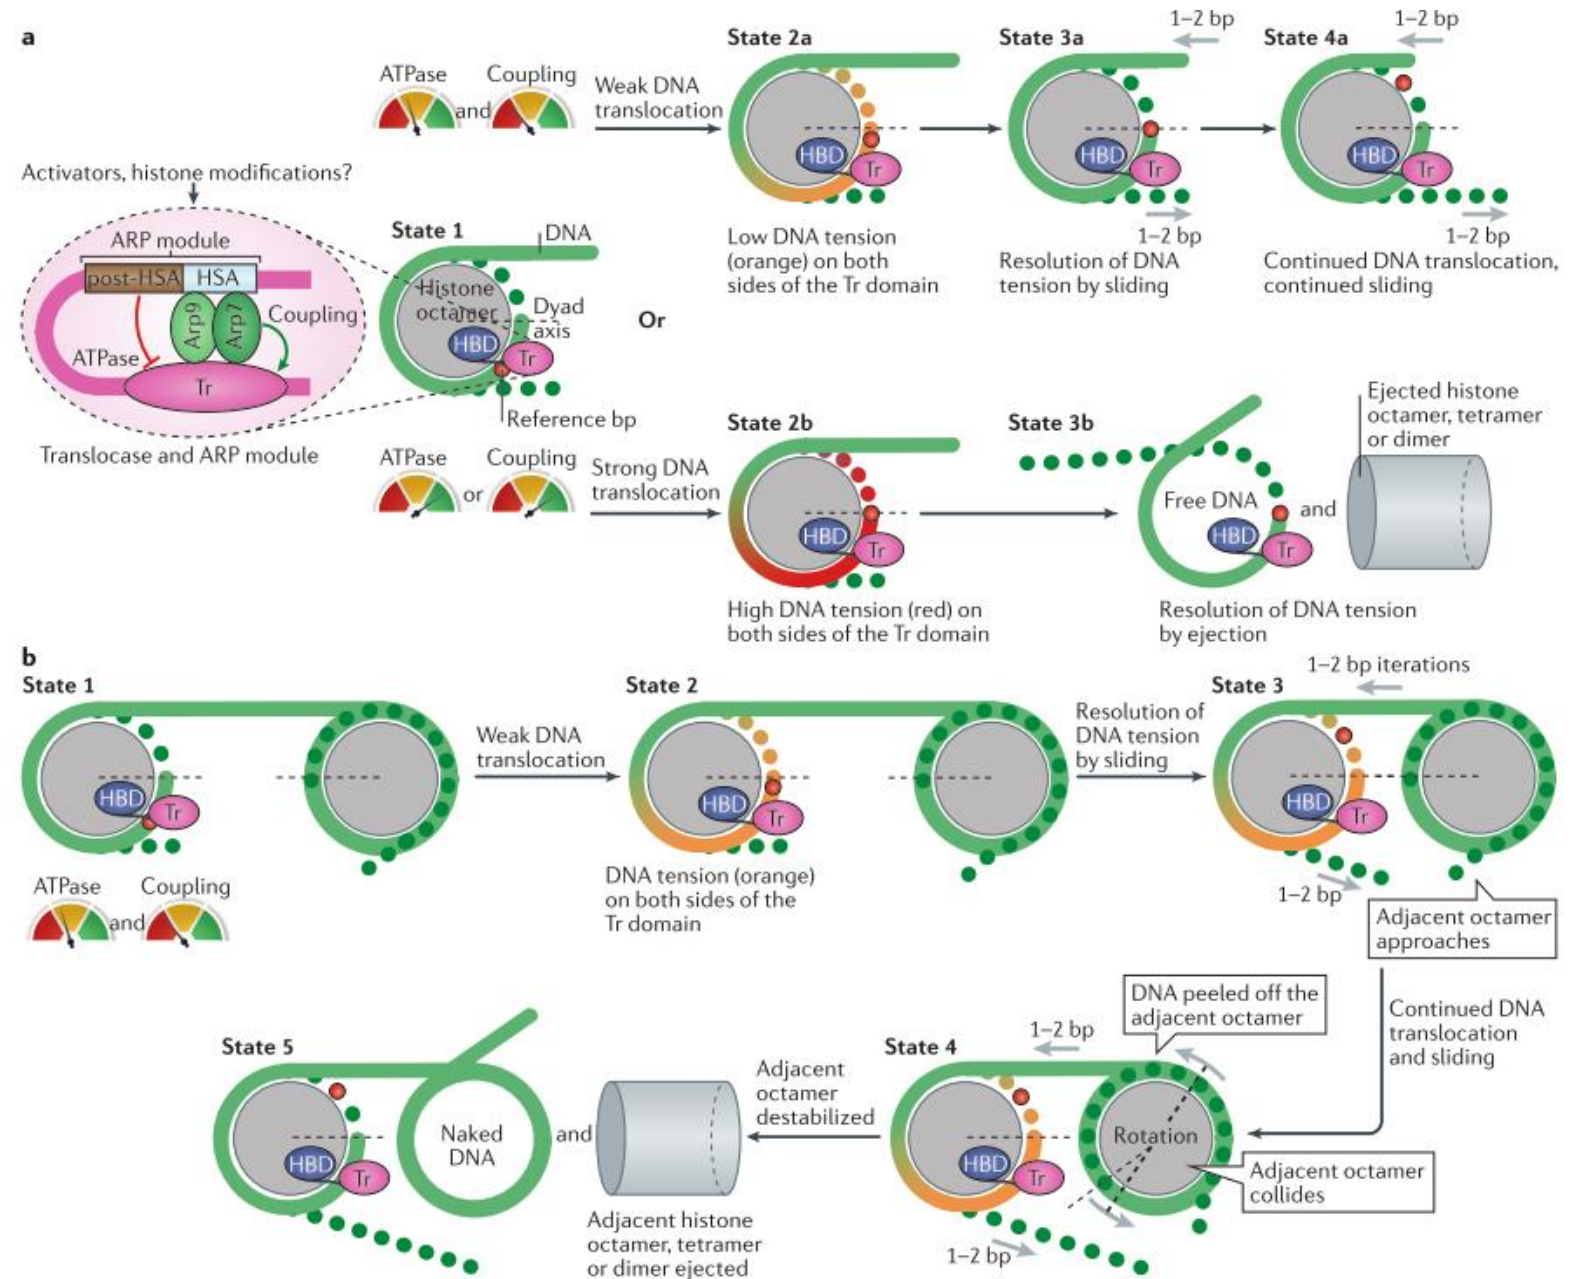 a
ATPase
and
Coupling
Weak DNA
translocation
State 2a
HBD
Tr
Low DNA tension
(orange) on both
sides of the Tr domain
State 3a
1–2 bp
HBD
Tr
1–2 bp
Resolution of DNA
tension by sliding
State 4a
1–2 bp
HBD
Tr
1–2 bp
Continued DNA translocation,
continued sliding
Activators, histone modifications?
ARP module
post-HSA
HSA
Arp9
Arp7
Coupling
ATPase
Tr
Translocase and ARP module
State 1
DNA
Histone
octamer
Dyad
axis
HBD
Tr
Reference bp
Or
ATPase
or
Coupling
Strong DNA
translocation
State 2b
HBD
Tr
High DNA tension (red) on
both sides of the Tr domain
State 3b
Free DNA
HBD
Tr
and
Ejected histone
octamer, tetramer
or dimer
Resolution of DNA tension
by ejection
b
State 1
HBD
Tr
ATPase
and
Coupling
Weak DNA
translocation
State 2
HBD
Tr
DNA tension (orange)
on both sides of the
Tr domain
Resolution of
DNA tension
by sliding
State 3
1–2 bp iterations
HBD
Tr
1–2 bp
Adjacent octamer
approaches
Continued DNA
translocation
and sliding
State 4
1–2 bp
DNA peeled off the
adjacent octamer
Rotation
HBD
Tr
Adjacent octamer
collides
1–2 bp
Adjacent
octamer
destabilized
State 5
HBD
Tr
Naked
DNA
and
Adjacent histone
octamer, tetramer
or dimer ejected